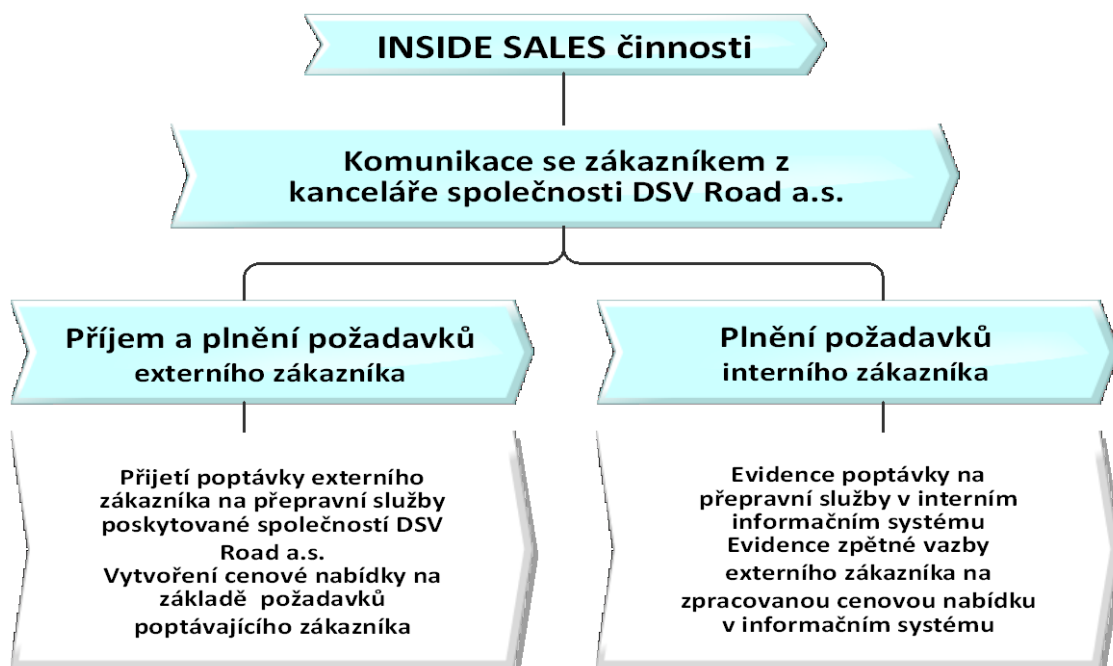 INSIDE SALES činnosti
Komunikace se zákazníkem z
kanceláře společnosti DSV Road a.s.
Příjem a plnění požadavků
externího zákazníka
Přijetí poptávky externího
zákazníka na přepravní služby
poskytované společností DSV
Road a.s.
Vytvoření cenové nabídky na
základě požadavků
poptávajícího zákazníka
Plnění požadavků
interního zákazníka
Evidence poptávky na
přepravní služby v interním
informačním systému
Evidence zpětné vazby
externího zákazníka na
zpracovanou cenovou nabídku
v informačním systému